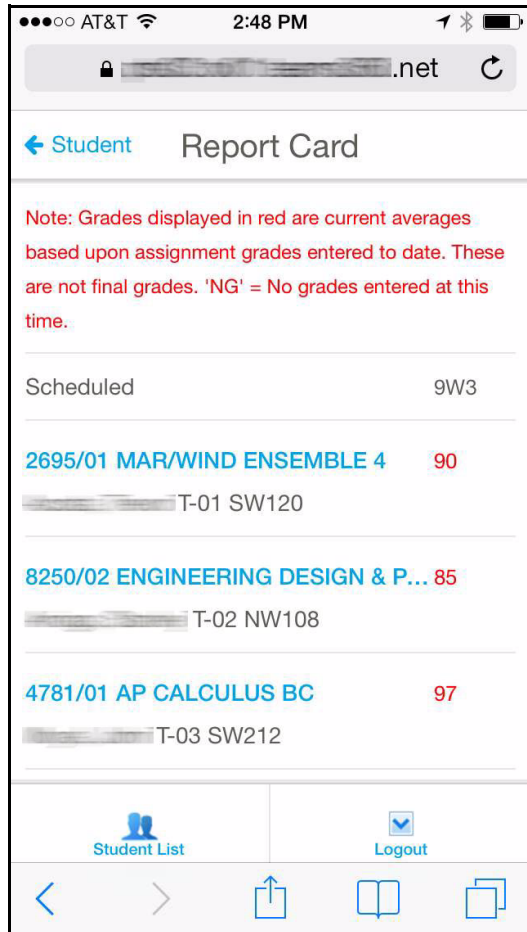 AT&T 2:48 PM
.net
Student Report Card
Note: Grades displayed in red are current averages
based upon assignment grades entered to date. These
are not final grades. 'NG' = No grades entered at this
time.
Scheduled 9W3
2695/01 MAR/WIND ENSEMBLE 4 90
T-01 SW120
8250/02 ENGINEERING DESIGN & P... 85
T-02 NW108
4781/01 AP CALCULUS BC 97
T-03 SW212
Student List Logout